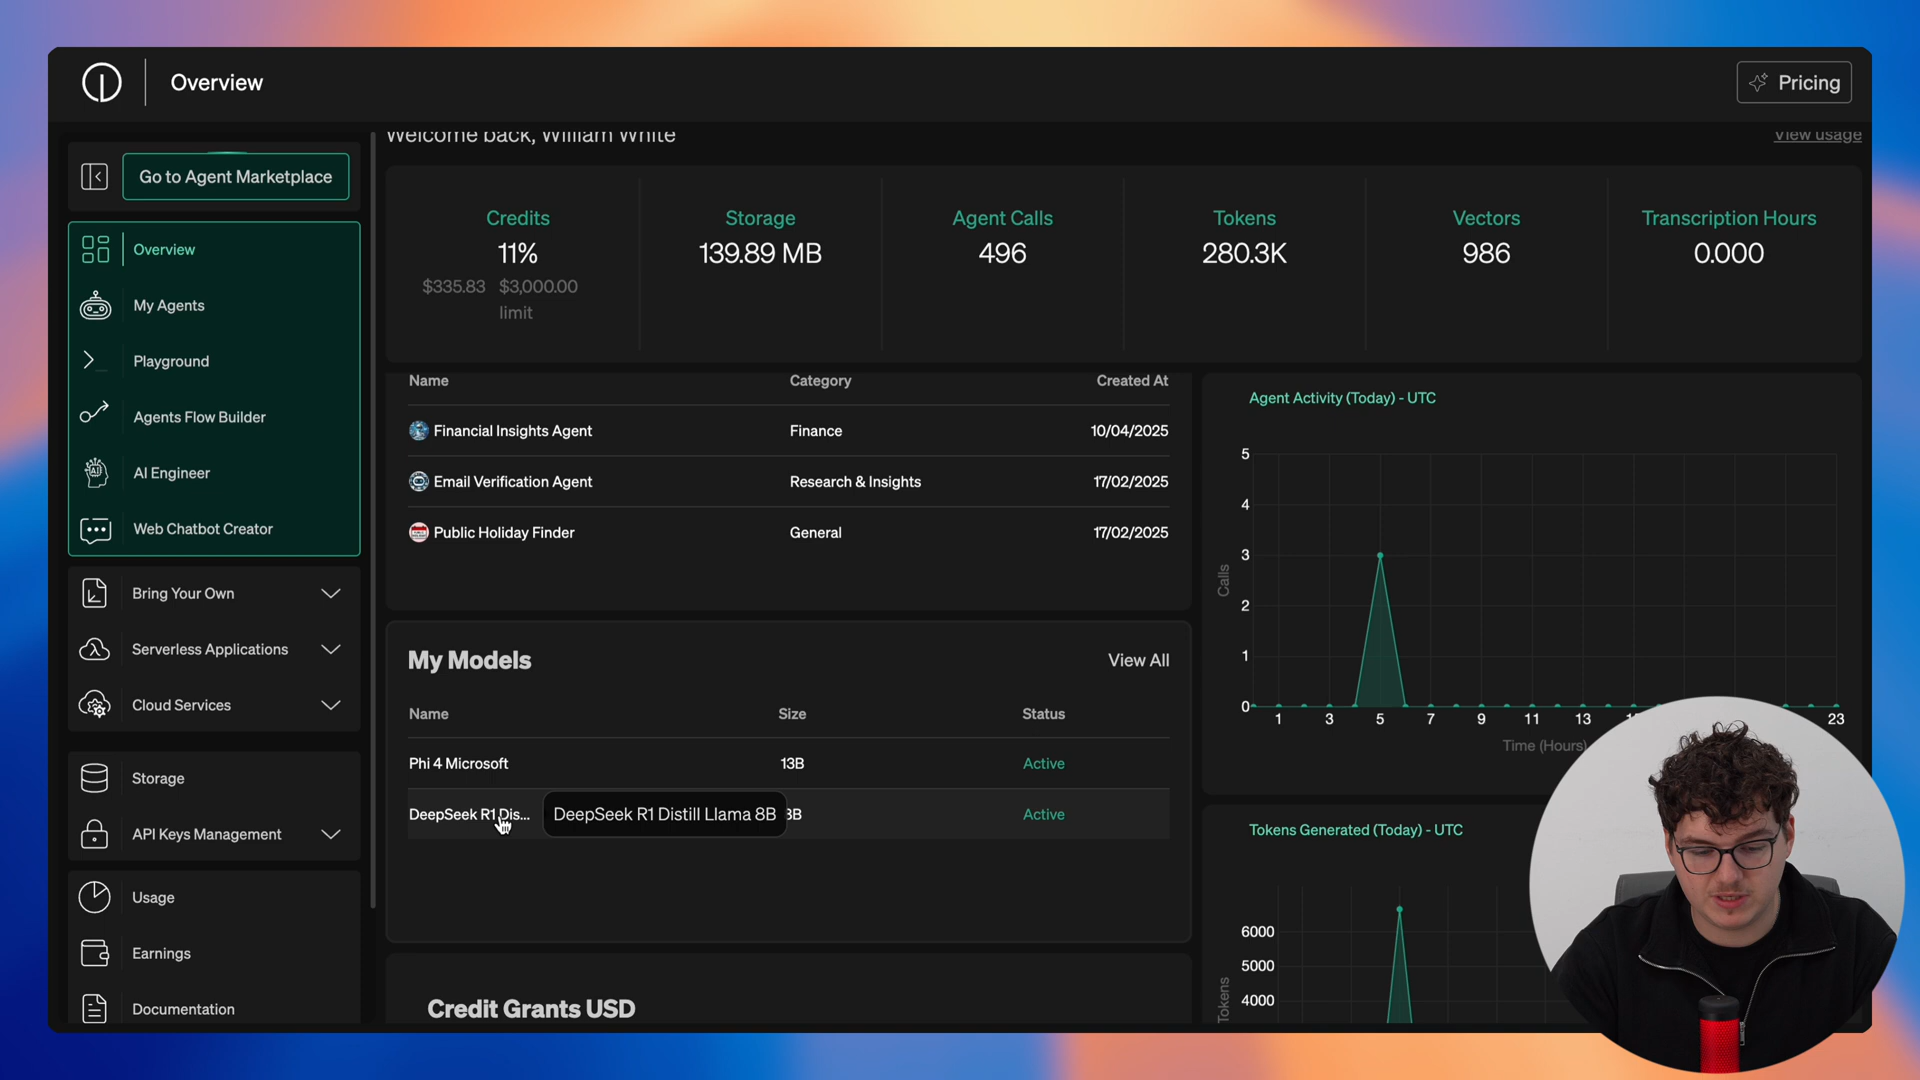 Overview
Pricing
Welcome back, William White
View usage
Go to Agent Marketplace
Overview
My Agents
Playground
Agents Flow Builder
AI Engineer
Web Chatbot Creator
Bring Your Own
Serverless Applications
Cloud Services
Storage
API Keys Management
Usage
Earnings
Documentation
Credits
11%
$335.83 $3,000.00
limit
Storage
139.89 MB
Agent Calls
496
Tokens
280.3K
Vectors
986
Transcription Hours
0.000
Name Category Created At
Financial Insights Agent Finance 10/04/2025
Email Verification Agent Research & Insights 17/02/2025
Public Holiday Finder General 17/02/2025
My Models View All
Name Size Status
Phi 4 Microsoft 13B Active
DeepSeek R1 Dis... DeepSeek R1 Distill Llama 8B 8B Active
Credit Grants USD
Agent Activity (Today) - UTC
5
4
3
2
1
0
Calls
1 3 5 7 9 11 13 23
Time (Hours)
Tokens Generated (Today) - UTC
6000
5000
4000
Tokens